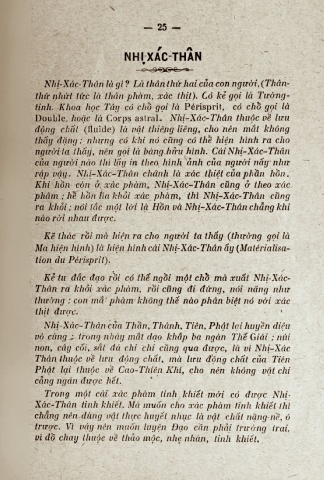 — 25 —
NHỊ XÁC-THÂN
Nhị-Xác-Thân là gì? Là thân thứ hai của con người, (Thân-
thứ nhứt tức là thân phàm, xác thịt). Có kẻ gọi là Tướng-
tinh. Khoa học Tây có chỗ gọi là Périsprit, có chỗ gọi là
Double, hoặc là Corps astral. Nhị-Xác-Thân thuộc về lưu
động chất (fluide) là vật thiêng liêng, cho nên mắt không
thấy đặng: nhưng có khi nó cũng có thể hiện hình ra cho
người ta thấy, nên gọi là bảng hữu hình. Cái Nhị-Xác-Thân
của người nào thì lấy in theo hình ảnh của người nấy như
rập vậy. Nhị-Xác-Thân chánh là xác thiệt của phần hồn.
Khi hồn còn ở xác phàm, Nhị-Xác-Thân cũng ở theo xác
phàm; hễ hồn lìa khỏi xác phàm, thì Nhị-Xác-Thân cũng
ra khỏi; nói tắc một lời là Hồn và Nhị-Xác-Thân chẳng khi
nào rời nhau được.
Kẻ thác rồi mà hiện ra cho người ta thấy (thường gọi là
Ma hiện hình) là hiện hình cái Nhị-Xác-Thân ấy (Matérialisa-
tion du Périsprit).
Kẻ tu đắc đạo rồi có thể ngồi một chỗ mà xuất Nhị-Xác-
Thân ra khỏi xác phàm, rồi cũng đi đứng, nói năng như
thường: con mắt phàm không thế nào phân biệt nó với xác
thịt được.
Nhị-Xác-Thân của Thần, Thánh, Tiên, Phật lại huyền diệu
vô cùng; trong nháy mắt dạo khắp ba ngàn Thế Giái; núi
non, cây cối, sắt đá chi chi cũng qua được, là vì Nhị-Xác
Thân thuộc về lưu động chất, mà lưu động chất của Tiên
Phật lại thuộc về Cao-Thiên Khí, cho nên không vật chi
cảng ngăn được hết.
Trong một cái xác phàm tinh khiết mới có được Nhị-
Xác-Thân tinh khiết. Mà muốn cho xác phàm tinh khiết thì
chẳng nên dùng vật thực huyết nhục là vật chất nặng-nề, ô
trược. Vì vậy nên muốn luyện Đạo cần phải trường trai,
vì đồ chay thuộc về thảo mộc, nhẹ nhàn, tinh khiết.